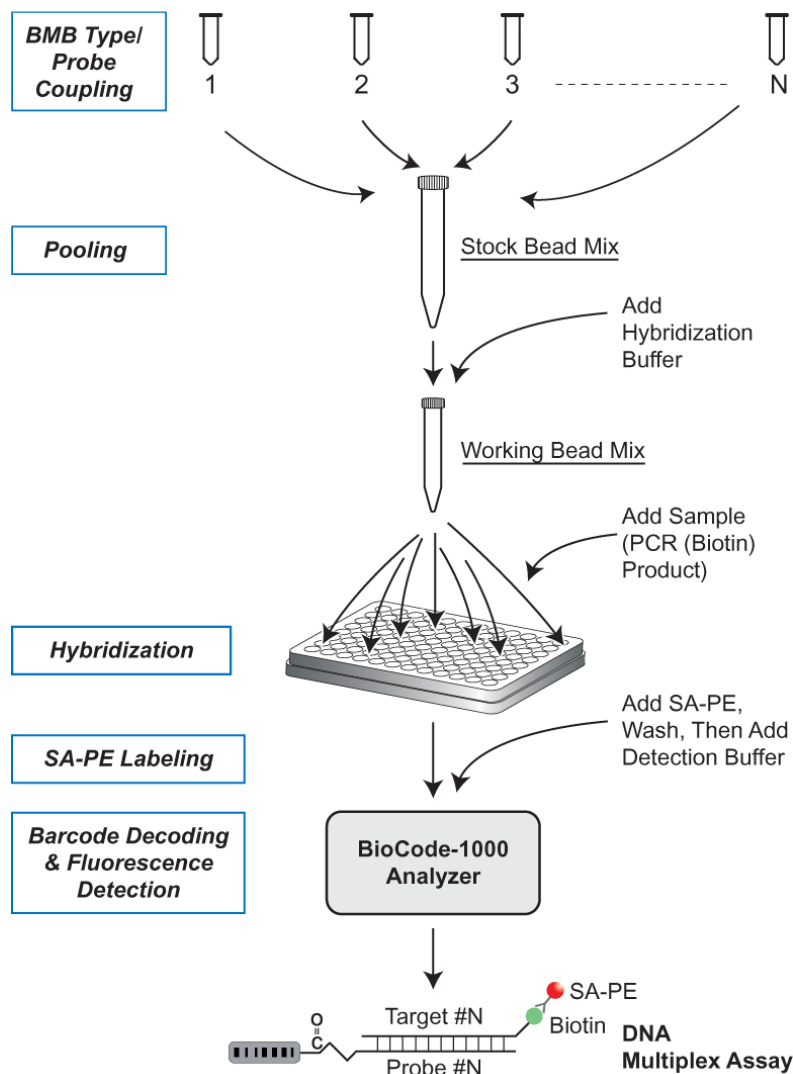 BMB Type/
Probe
Coupling
1
2
3
N
Pooling
Stock Bead Mix
Add
Hybridization
Buffer
Working Bead Mix
Add Sample
(PCR (Biotin)
Product)
Hybridization
Add SA-PE,
Wash, Then Add
Detection Buffer
SA-PE Labeling
Barcode Decoding
& Fluorescence
Detection
BioCode-1000
Analyzer
SA-PE
Target #N
Biotin
O
C
Probe #N
DNA
Multiplex Assay